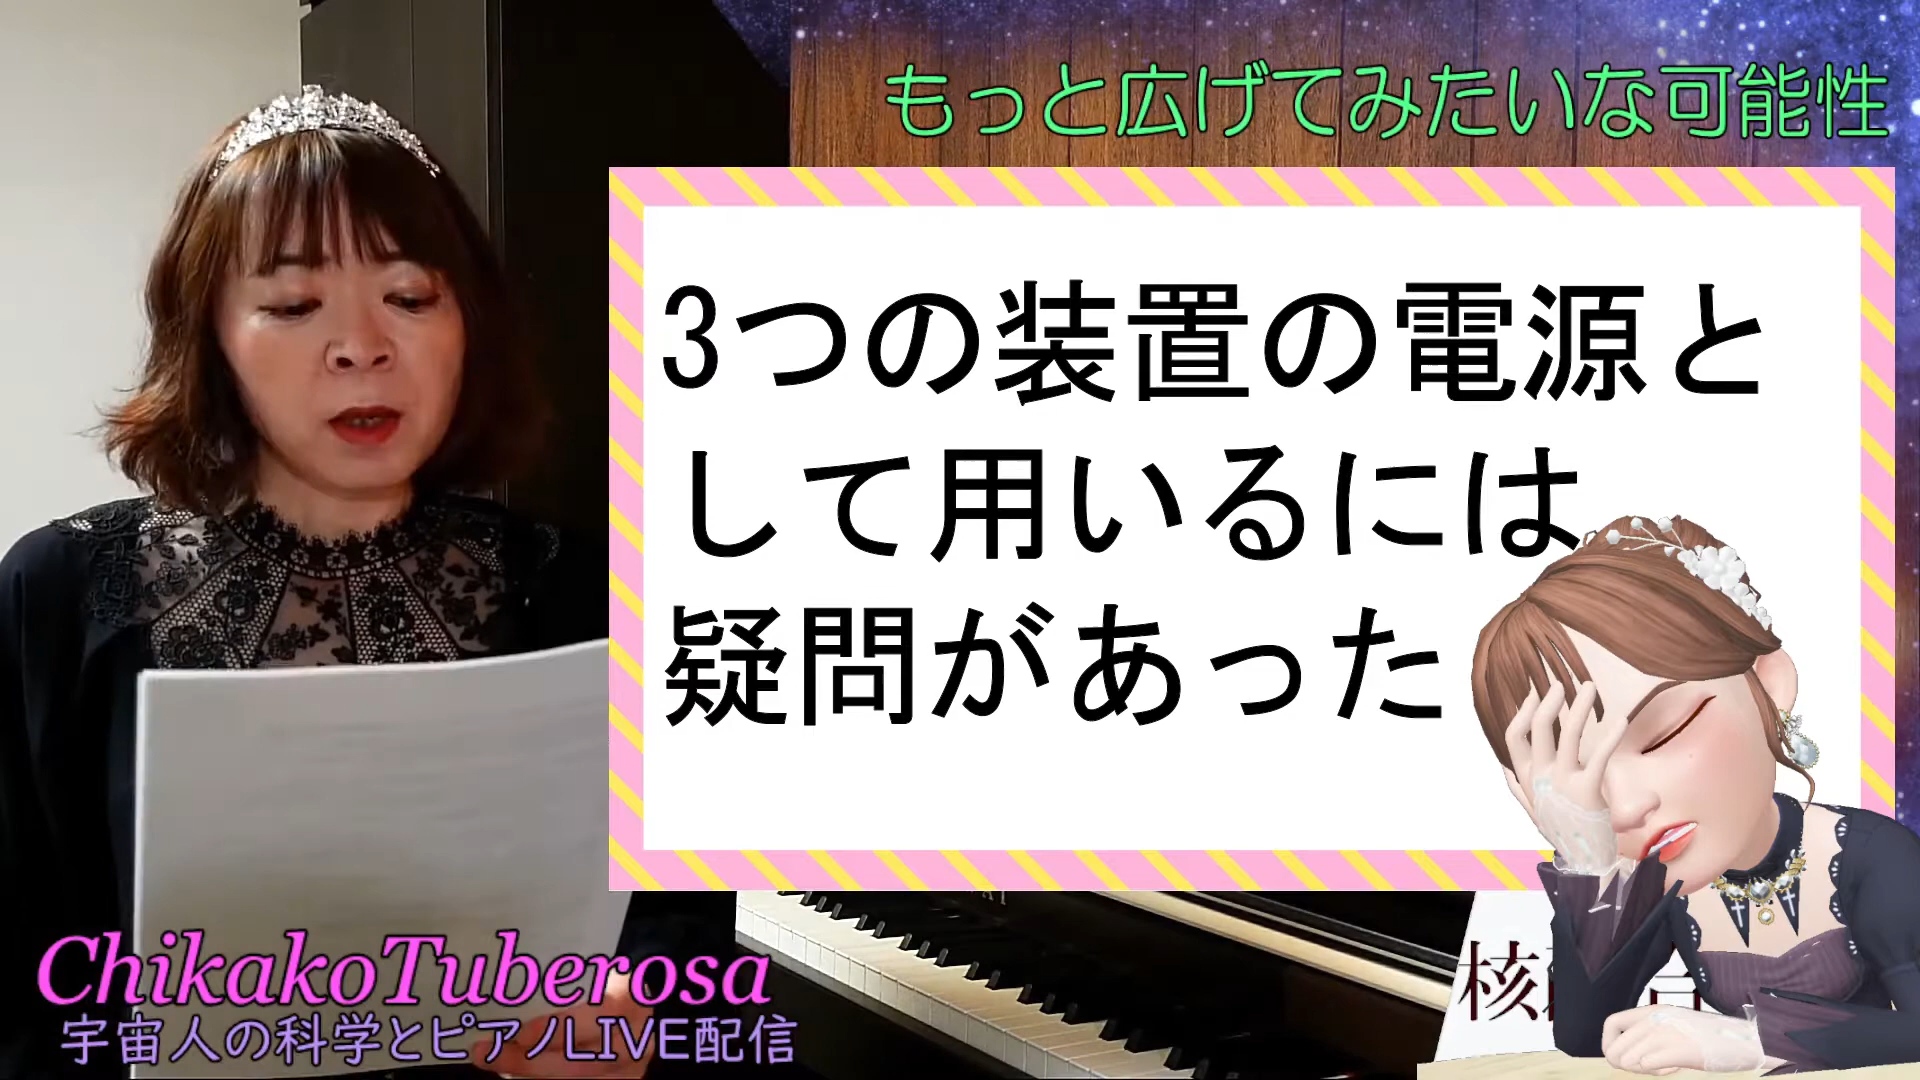 もっと広げてみたいな可能性
3つの装置の電源と
して用いるには
疑問があった
ChikakoTuberosa
宇宙人の科学とピアノLIVE配信
核